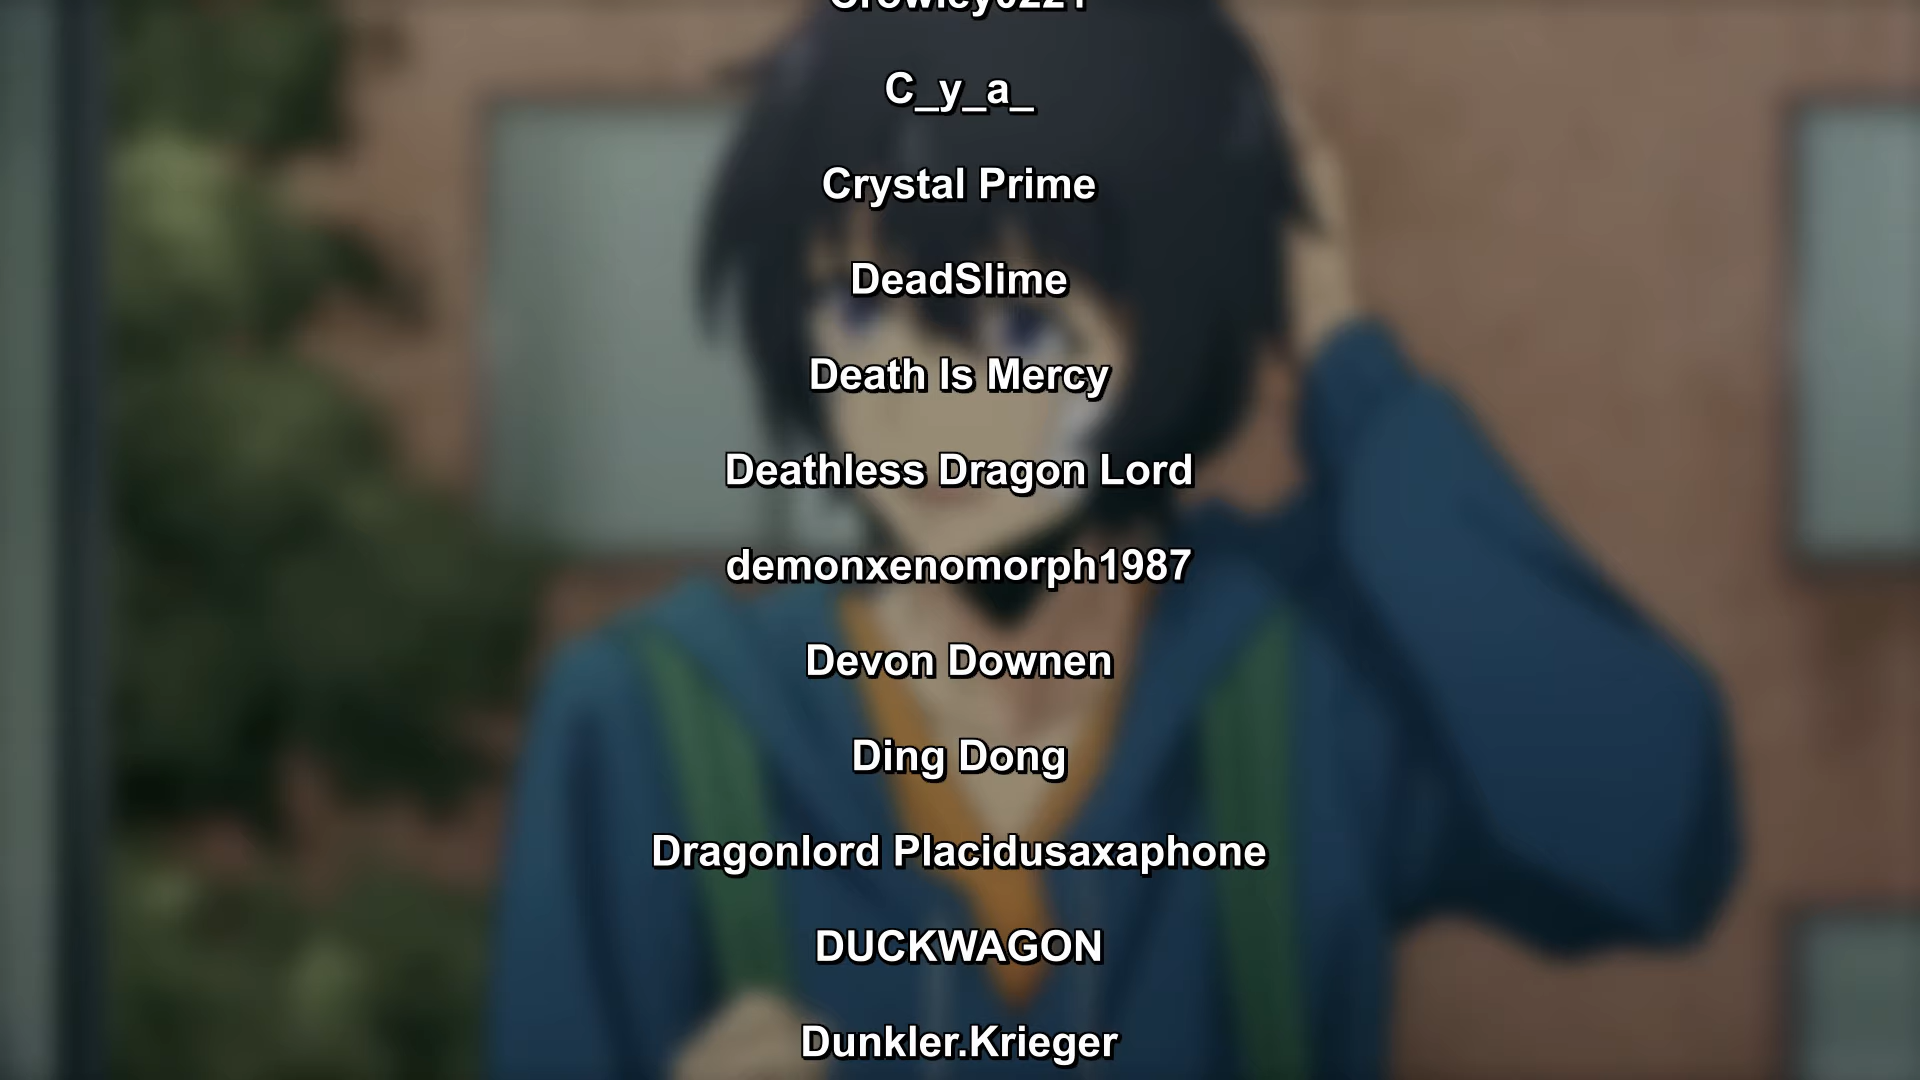 C_y_a_
Crystal Prime
DeadSlime
Death Is Mercy
Deathless Dragon Lord
demonxenomorph1987
Devon Downen
Ding Dong
Dragonlord Placidusaxaphone
DUCKWAGON
Dunkler.Krieger